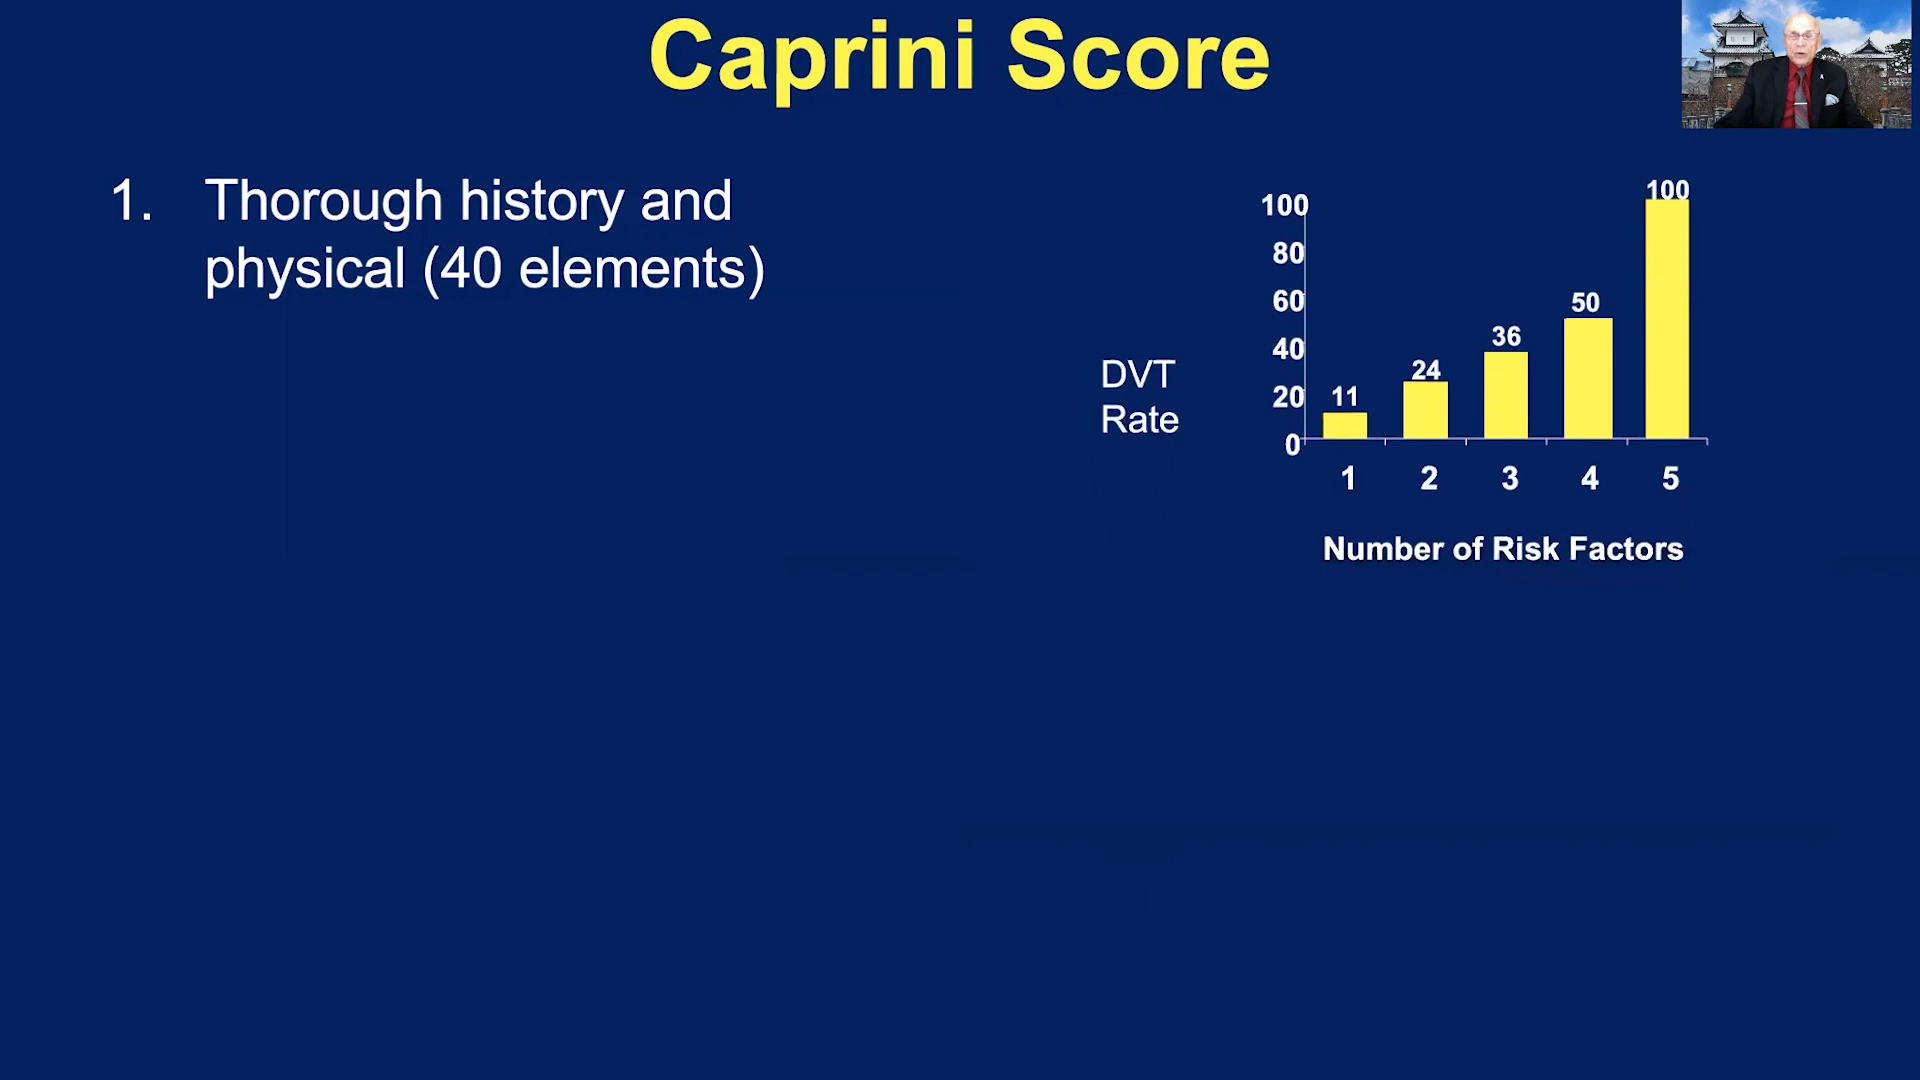 Caprini Score
1. Thorough history and
physical (40 elements)
DVT
Rate
100
80
60
40
20
0
11
24
36
50
100
1 2 3 4 5
Number of Risk Factors